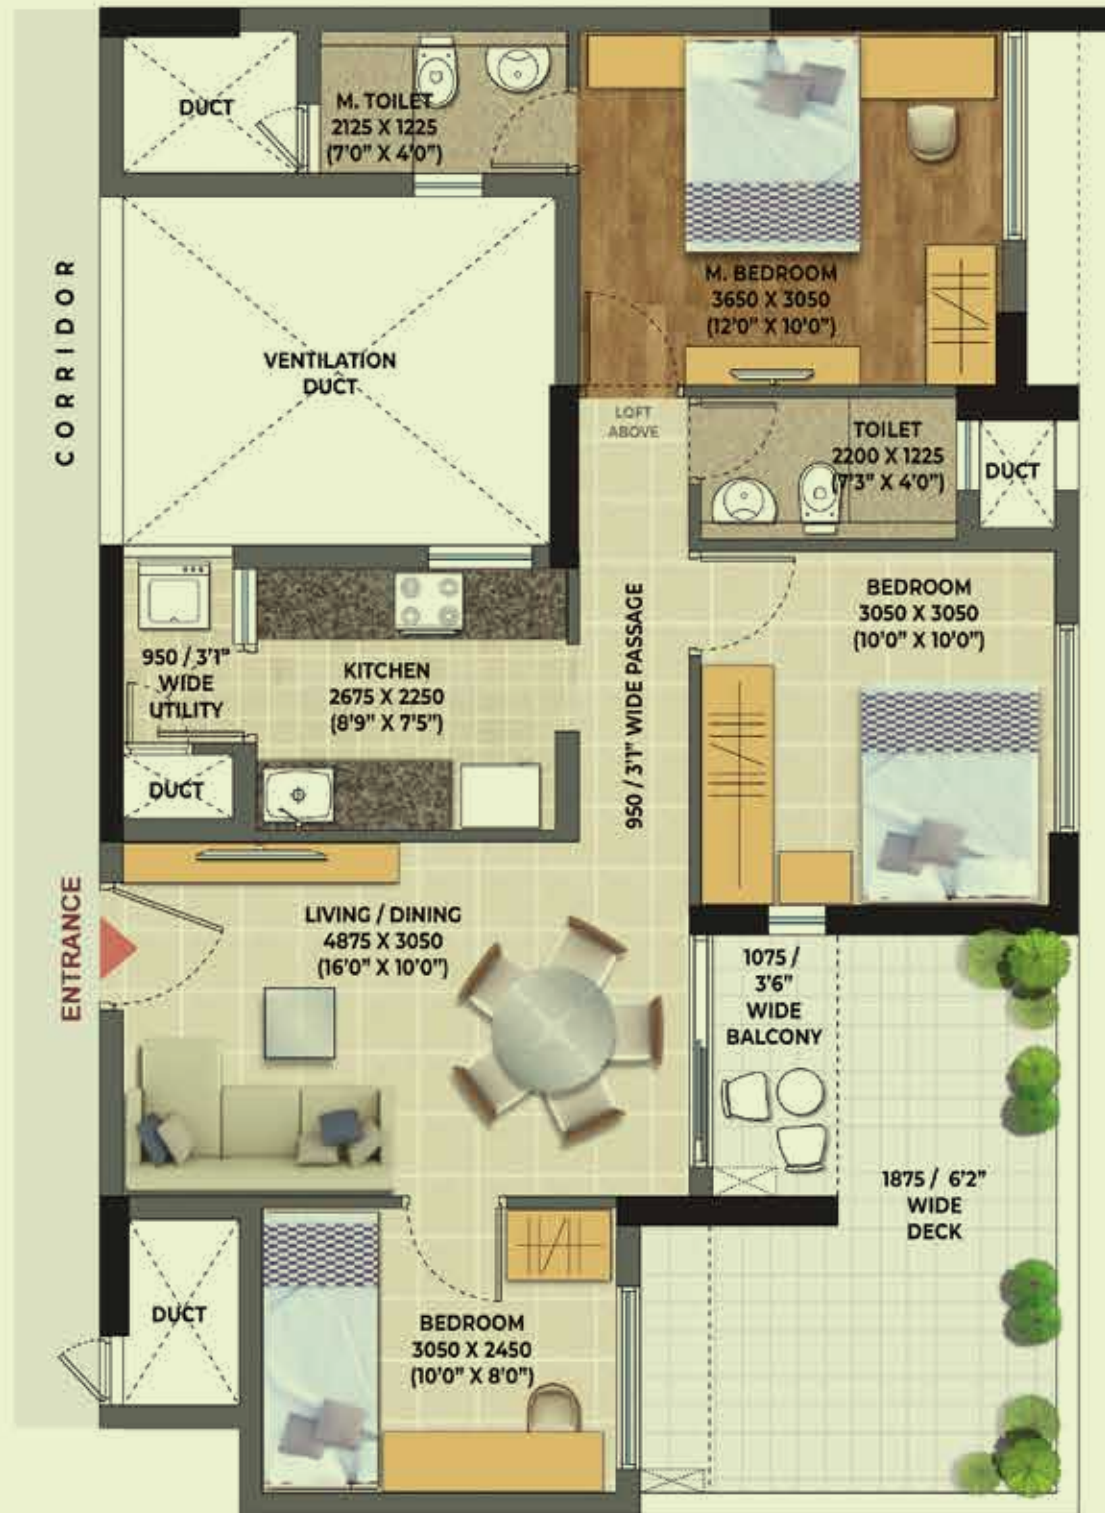 DUCT
M. TOILET
2125 X 1225
(7'0" X 4'0")
M. BEDROOM
3650 X 3050
(12'0" X 10'0")
CORRIDOR
VENTILATION
DUCT
LOFT
ABOVE
TOILET
2200 X 1225
(7'3" X 4'0")
DUCT
BEDROOM
3050 X 3050
(10'0" X 10'0")
950 / 3'1"
WIDE
UTILITY
KITCHEN
2675 X 2250
(8'9" X 7'5")
950 / 3'1" WIDE PASSAGE
DUCT
ENTRANCE
LIVING / DINING
4875 X 3050
(16'0" X 10'0")
1075 /
3'6"
WIDE
BALCONY
1875 / 6'2"
WIDE
DECK
DUCT
BEDROOM
3050 X 2450
(10'0" X 8'0")